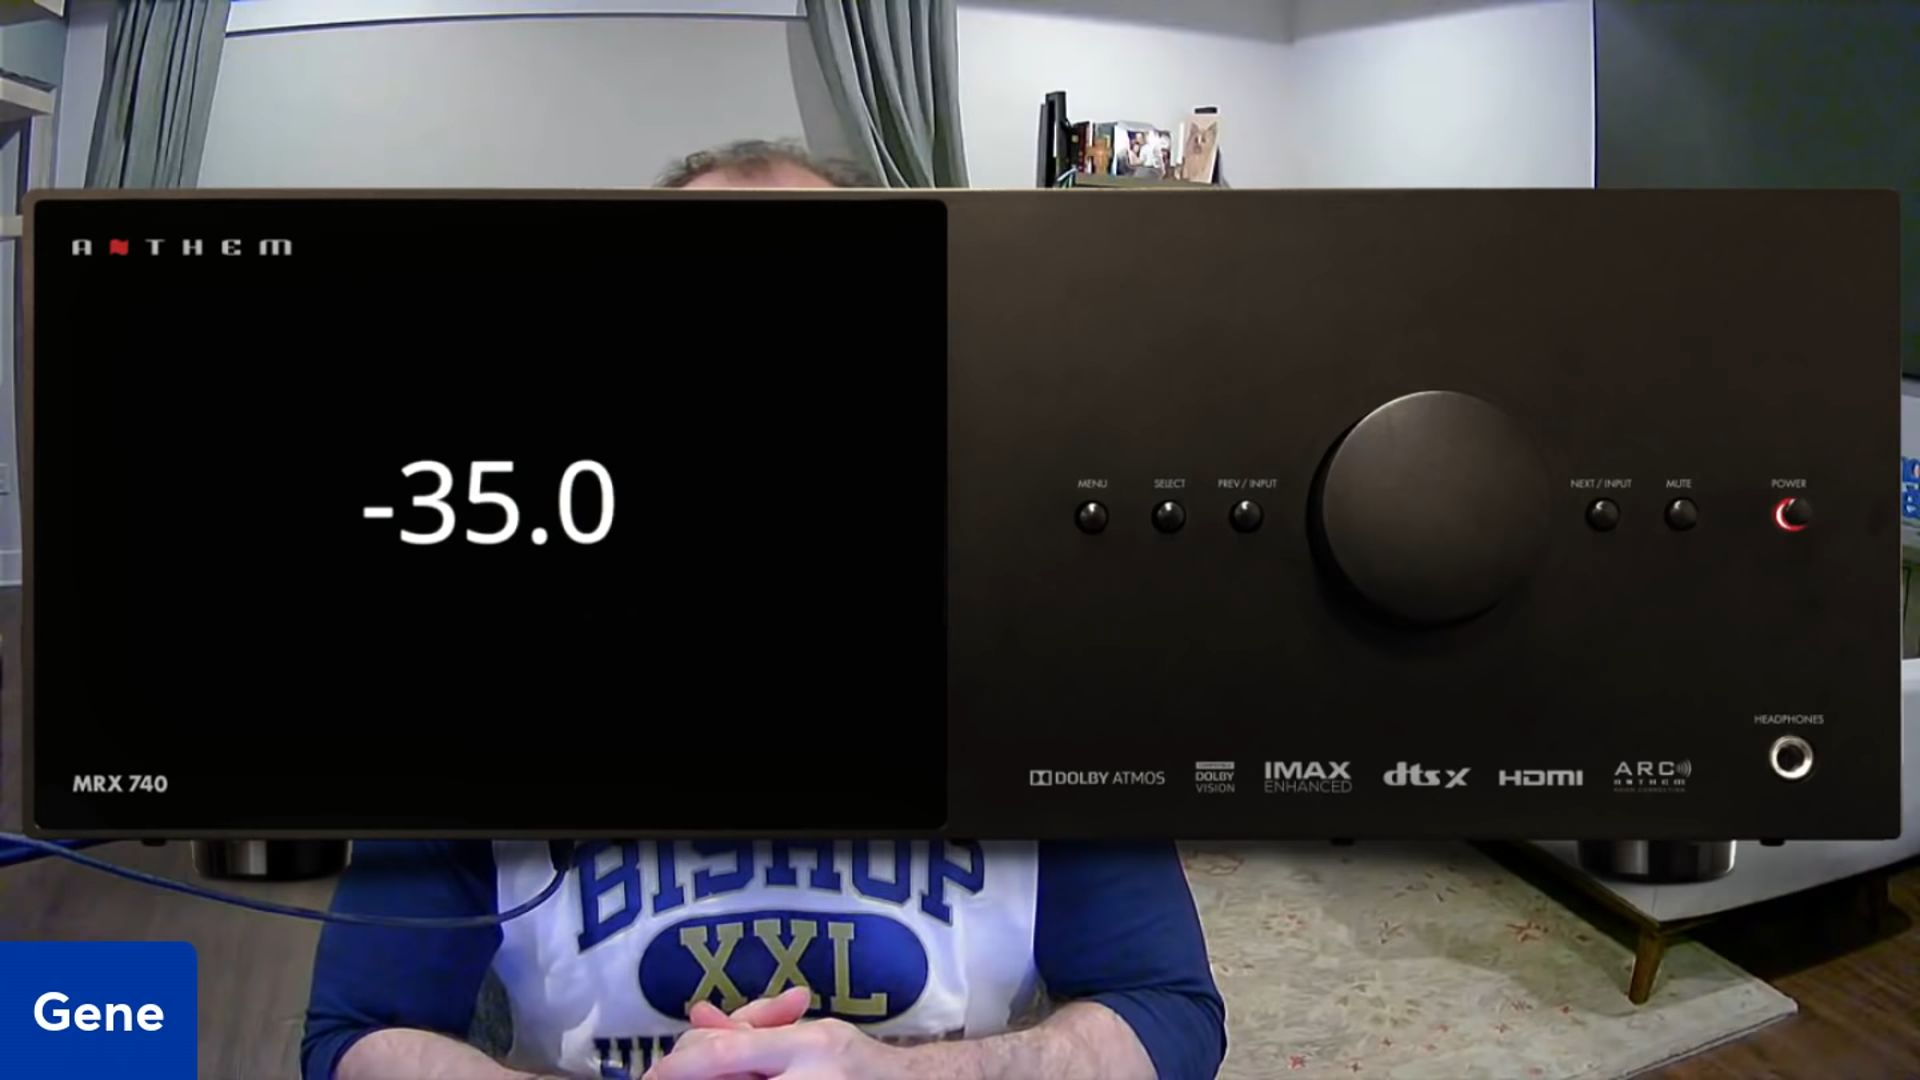 ANTHEM
-35.0
MENU
SELECT
PREV / INPUT
NEXT / INPUT
MUTE
POWER
HEADPHONES
MRX 740
DOLBY ATMOS
DOLBY
VISION
IMAX
ENHANCED
dts x
HDMI
ARC
ANTHEM
BISHOP
XXL
Gene